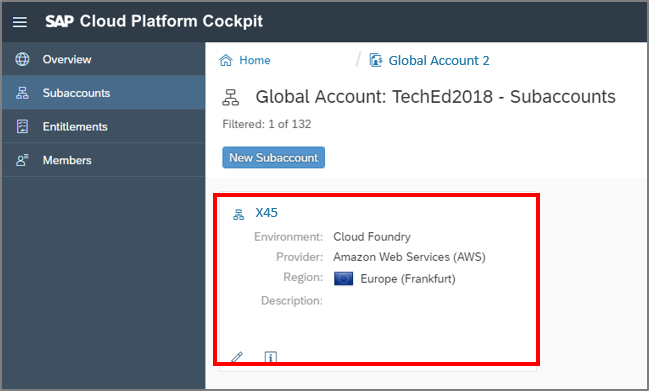 SAP Cloud Platform Cockpit
Overview
Subaccounts
Entitlements
Members
Home / Global Account 2
Global Account: TechEd2018 - Subaccounts
Filtered: 1 of 132
New Subaccount
X45
Environment: Cloud Foundry
Provider: Amazon Web Services (AWS)
Region: Europe (Frankfurt)
Description: